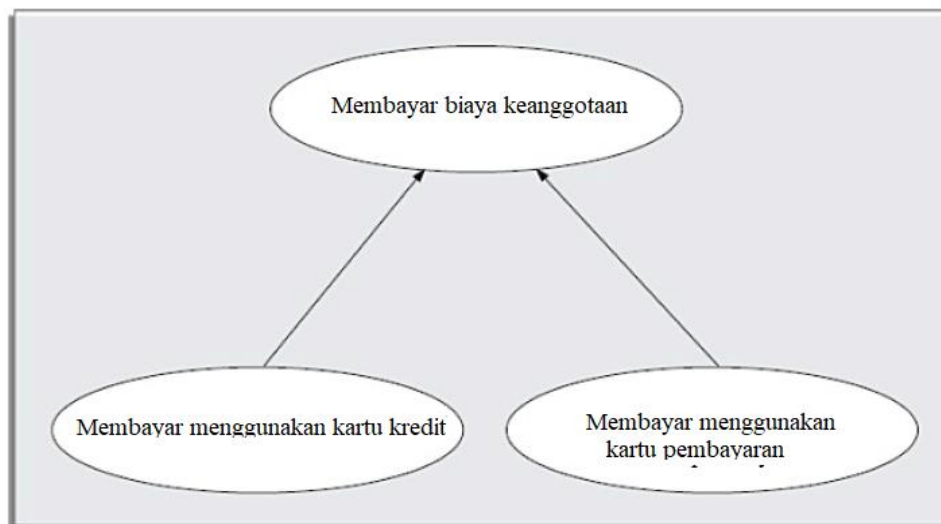 Membayar biaya keanggotaan
Membayar menggunakan kartu kredit
Membayar menggunakan
kartu pembayaran